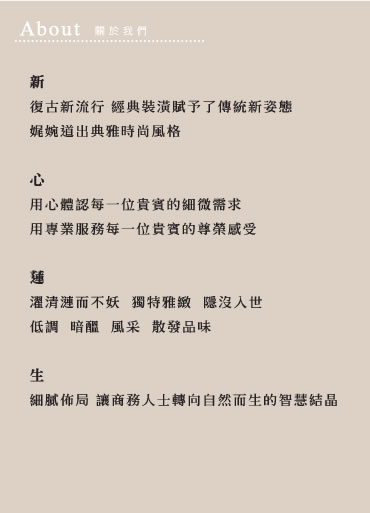 About 關於我們
新
復古新流行 經典裝潢賦予了傳統新姿態
娓婉道出典雅時尚風格
心
用心體認每一位貴賓的細微需求
用專業服務每一位貴賓的尊榮感受
蓮
濯清漣而不妖 獨特雅緻 隱沒入世
低調 暗醞 風采 散發品味
生
細膩佈局 讓商務人士轉向自然而生的智慧結晶